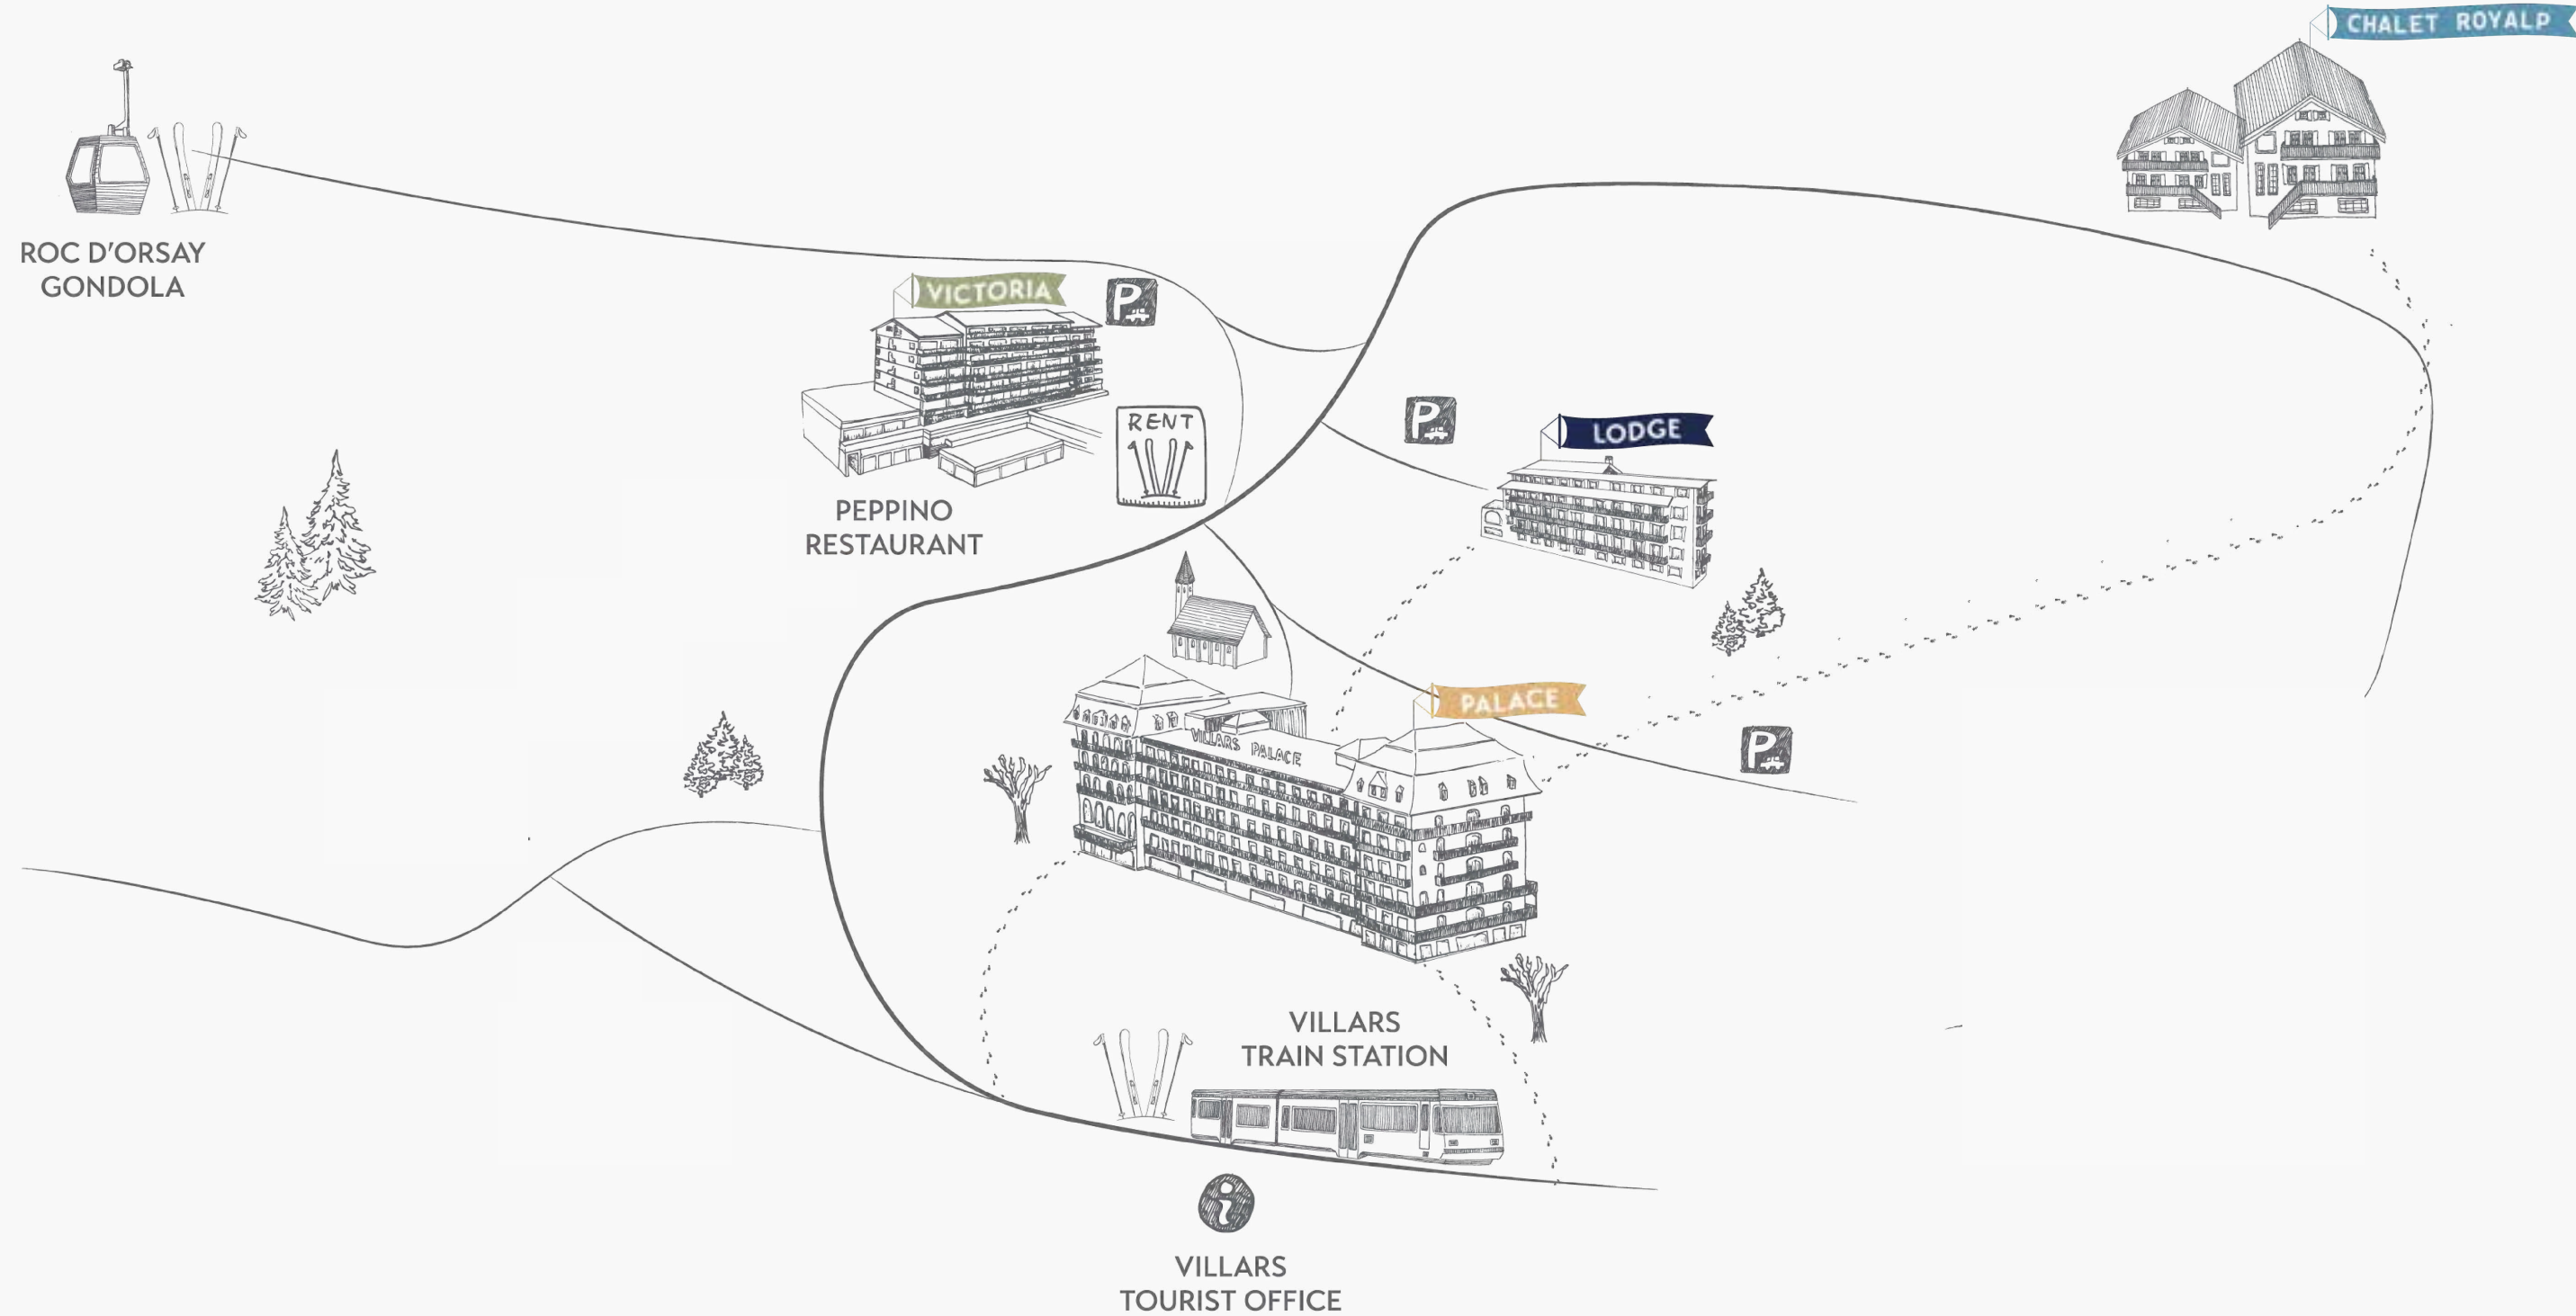 CHALET ROYALP
ROC D'ORSAY
GONDOLA
VICTORIA
P
RENT
PEPPINO
RESTAURANT
P
LODGE
PALACE
VILLARS PALACE
P
VILLARS
TRAIN STATION
i
VILLARS
TOURIST OFFICE